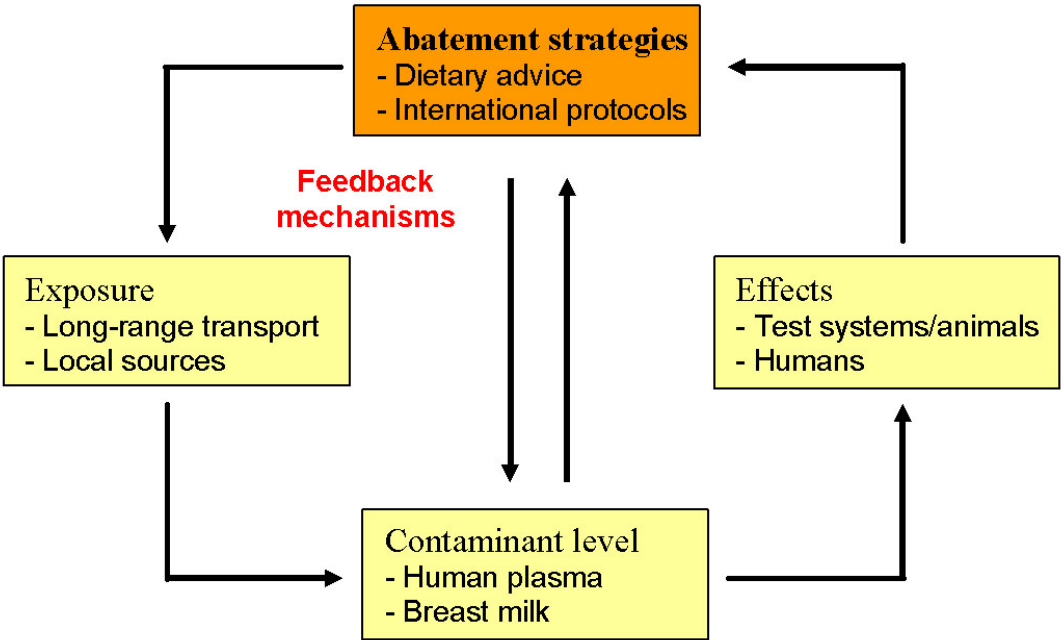 Abatement strategies
- Dietary advice
- International protocols
Feedback
mechanisms
Exposure
- Long-range transport
- Local sources
Effects
- Test systems/animals
- Humans
Contaminant level
- Human plasma
- Breast milk